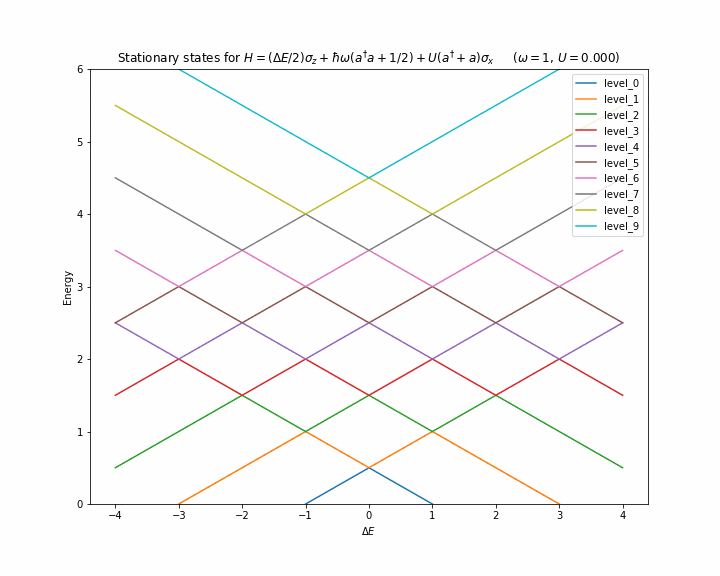 Stationary states for H = (ΔE/2)σ_z + ħω(a†a + 1/2) + U(a† + a)σ_x (ω = 1, U = 0.000)
6
5
4
3
2
1
0
Energy
−4 −3 −2 −1 0 1 2 3 4
ΔE
level_0
level_1
level_2
level_3
level_4
level_5
level_6
level_7
level_8
level_9